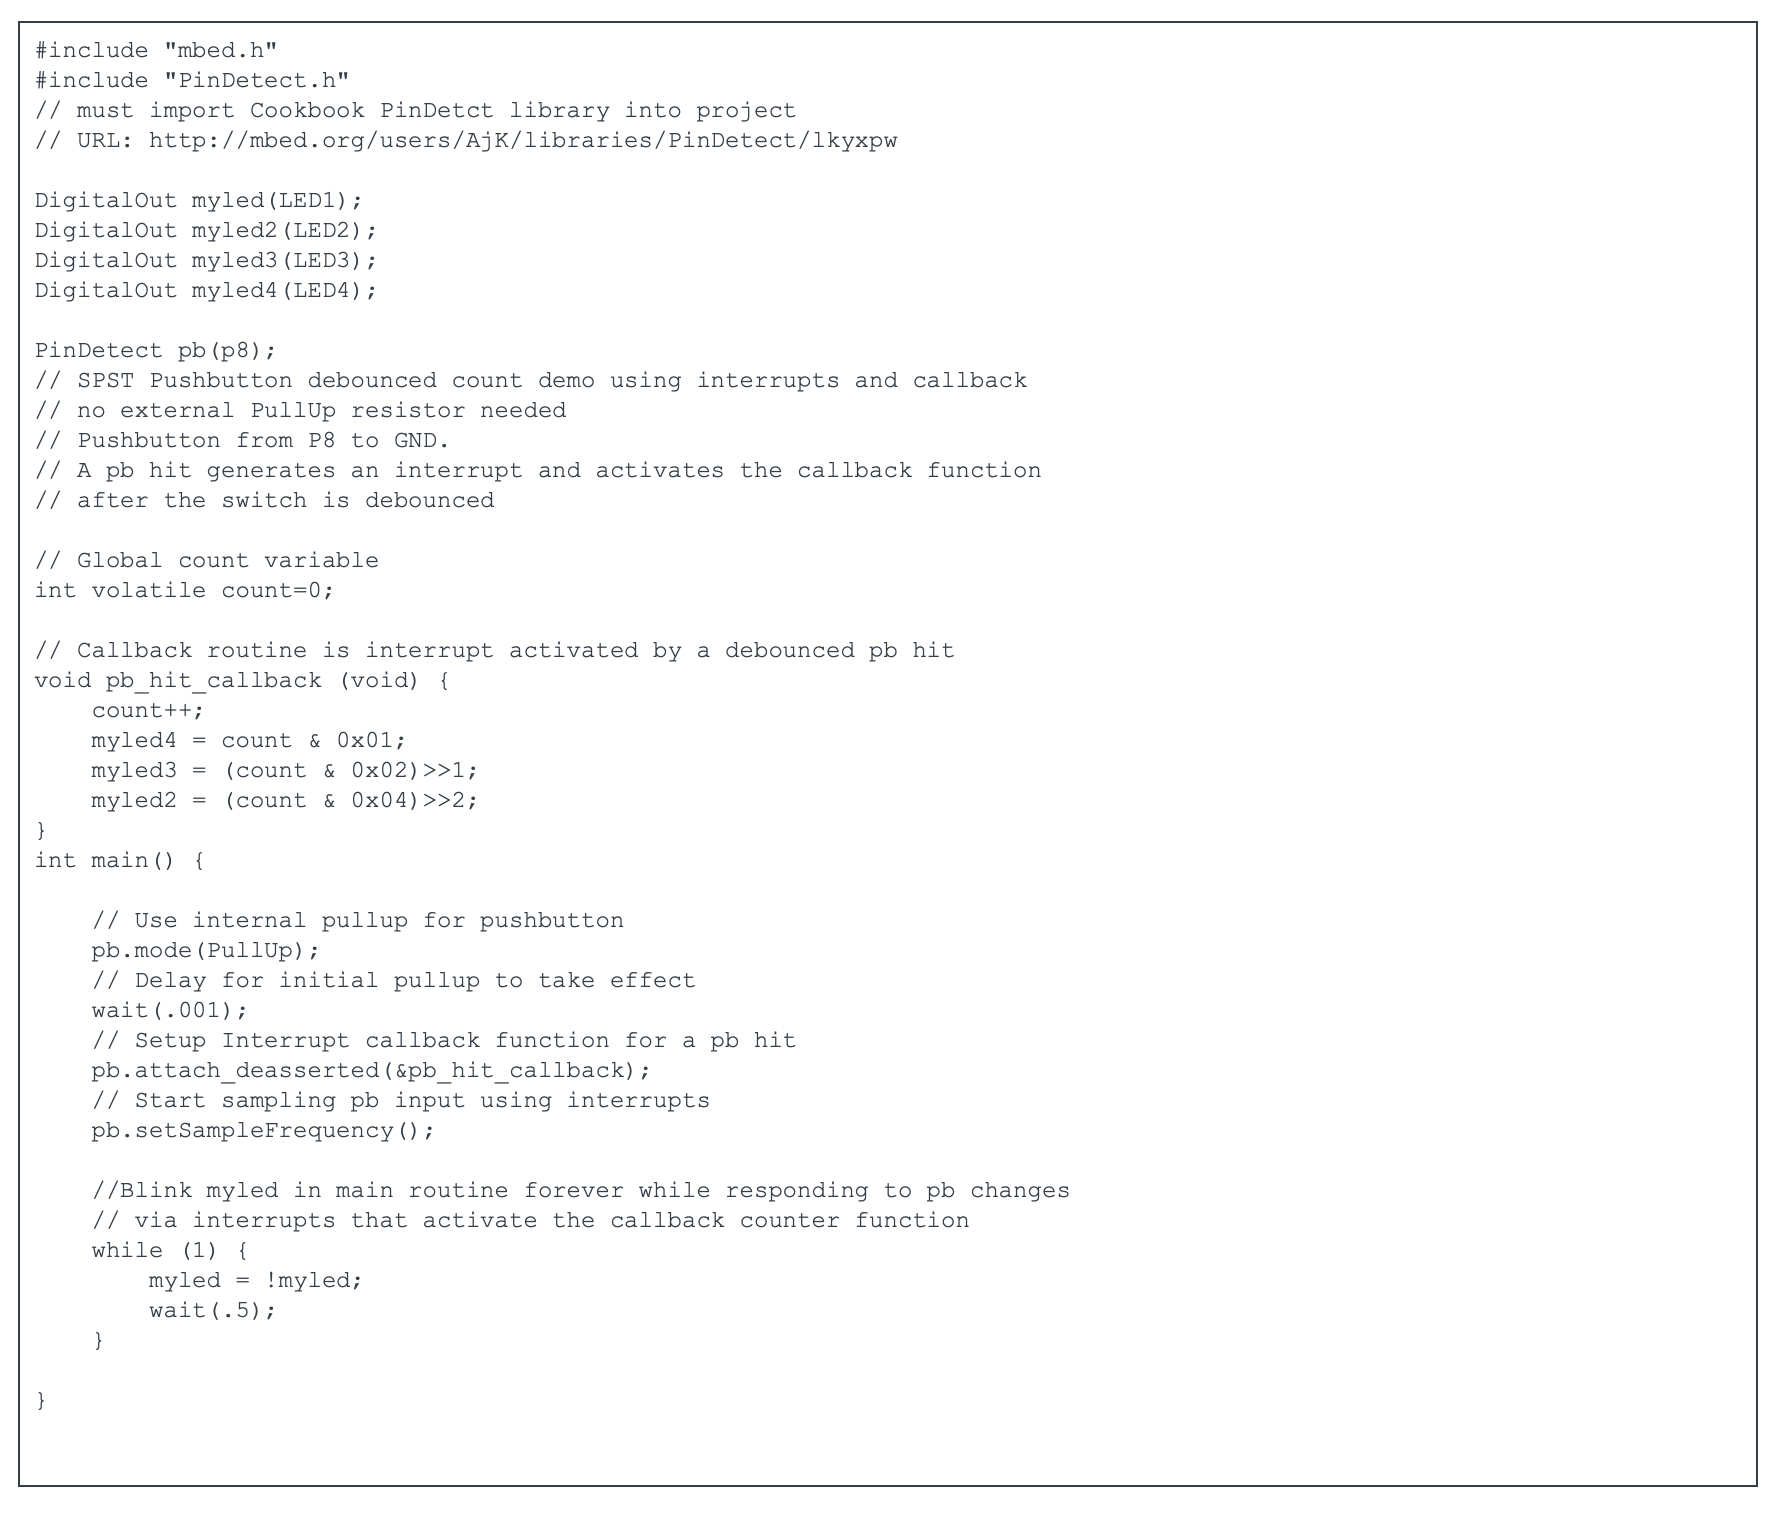 #include "mbed.h"
#include "PinDetect.h"
// must import Cookbook PinDetct library into project
// URL: http://mbed.org/users/AjK/libraries/PinDetect/lkyxpw

DigitalOut myled(LED1);
DigitalOut myled2(LED2);
DigitalOut myled3(LED3);
DigitalOut myled4(LED4);

PinDetect pb(p8);
// SPST Pushbutton debounced count demo using interrupts and callback
// no external PullUp resistor needed
// Pushbutton from P8 to GND.
// A pb hit generates an interrupt and activates the callback function
// after the switch is debounced

// Global count variable
int volatile count=0;

// Callback routine is interrupt activated by a debounced pb hit
void pb_hit_callback (void) {
    count++;
    myled4 = count & 0x01;
    myled3 = (count & 0x02)>>1;
    myled2 = (count & 0x04)>>2;
}
int main() {

    // Use internal pullup for pushbutton
    pb.mode(PullUp);
    // Delay for initial pullup to take effect
    wait(.001);
    // Setup Interrupt callback function for a pb hit
    pb.attach_deasserted(&pb_hit_callback);
    // Start sampling pb input using interrupts
    pb.setSampleFrequency();

    //Blink myled in main routine forever while responding to pb changes
    // via interrupts that activate the callback counter function
    while (1) {
        myled = !myled;
        wait(.5);
    }

}